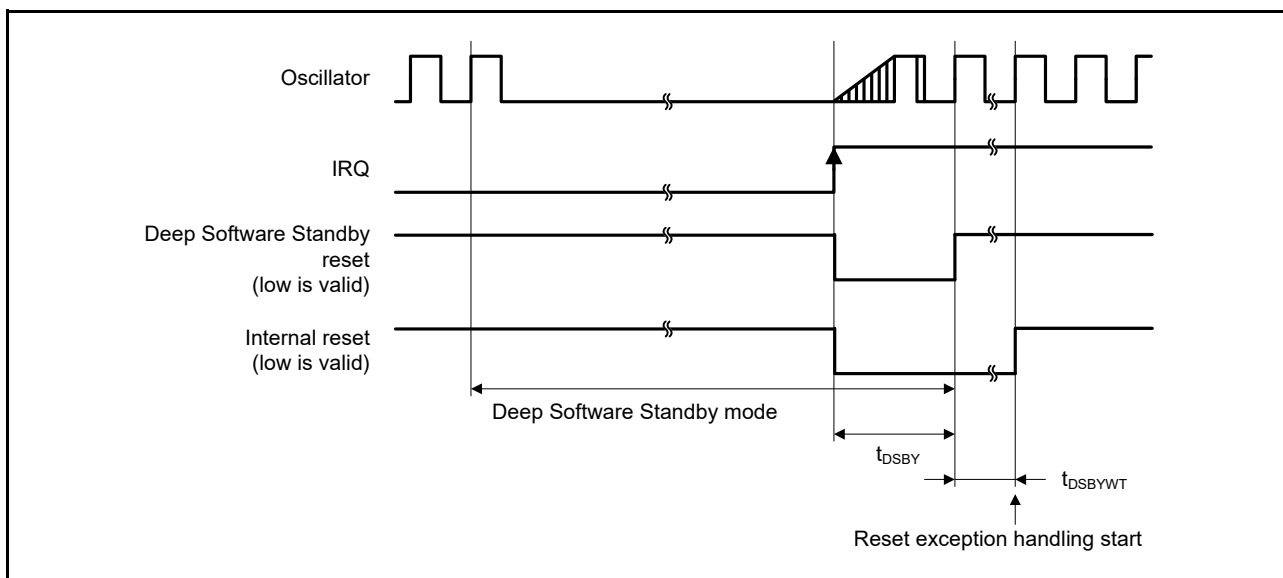 Oscillator
IRQ
Deep Software Standby
reset
(low is valid)
Internal reset
(low is valid)
Deep Software Standby mode
tDSBY
tDSBYWT
Reset exception handling start